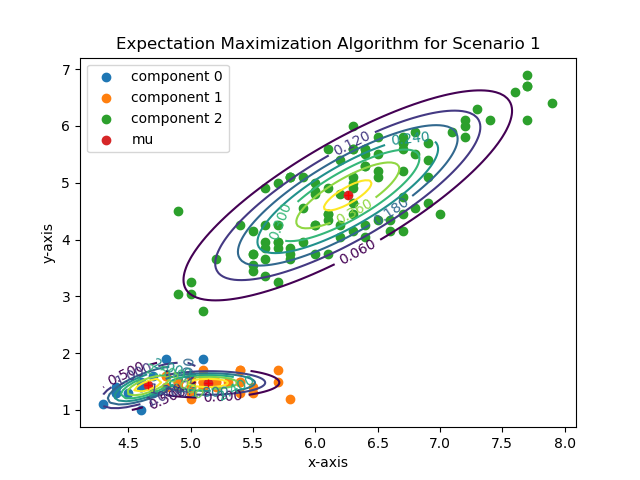 Expectation Maximization Algorithm for Scenario 1
component 0
component 1
component 2
mu
7
6
5
4
3
2
1
y-axis
0.120
0.240
0.060
0.500
0.600
4.5
5.0
5.5
6.0
6.5
7.0
7.5
8.0
x-axis